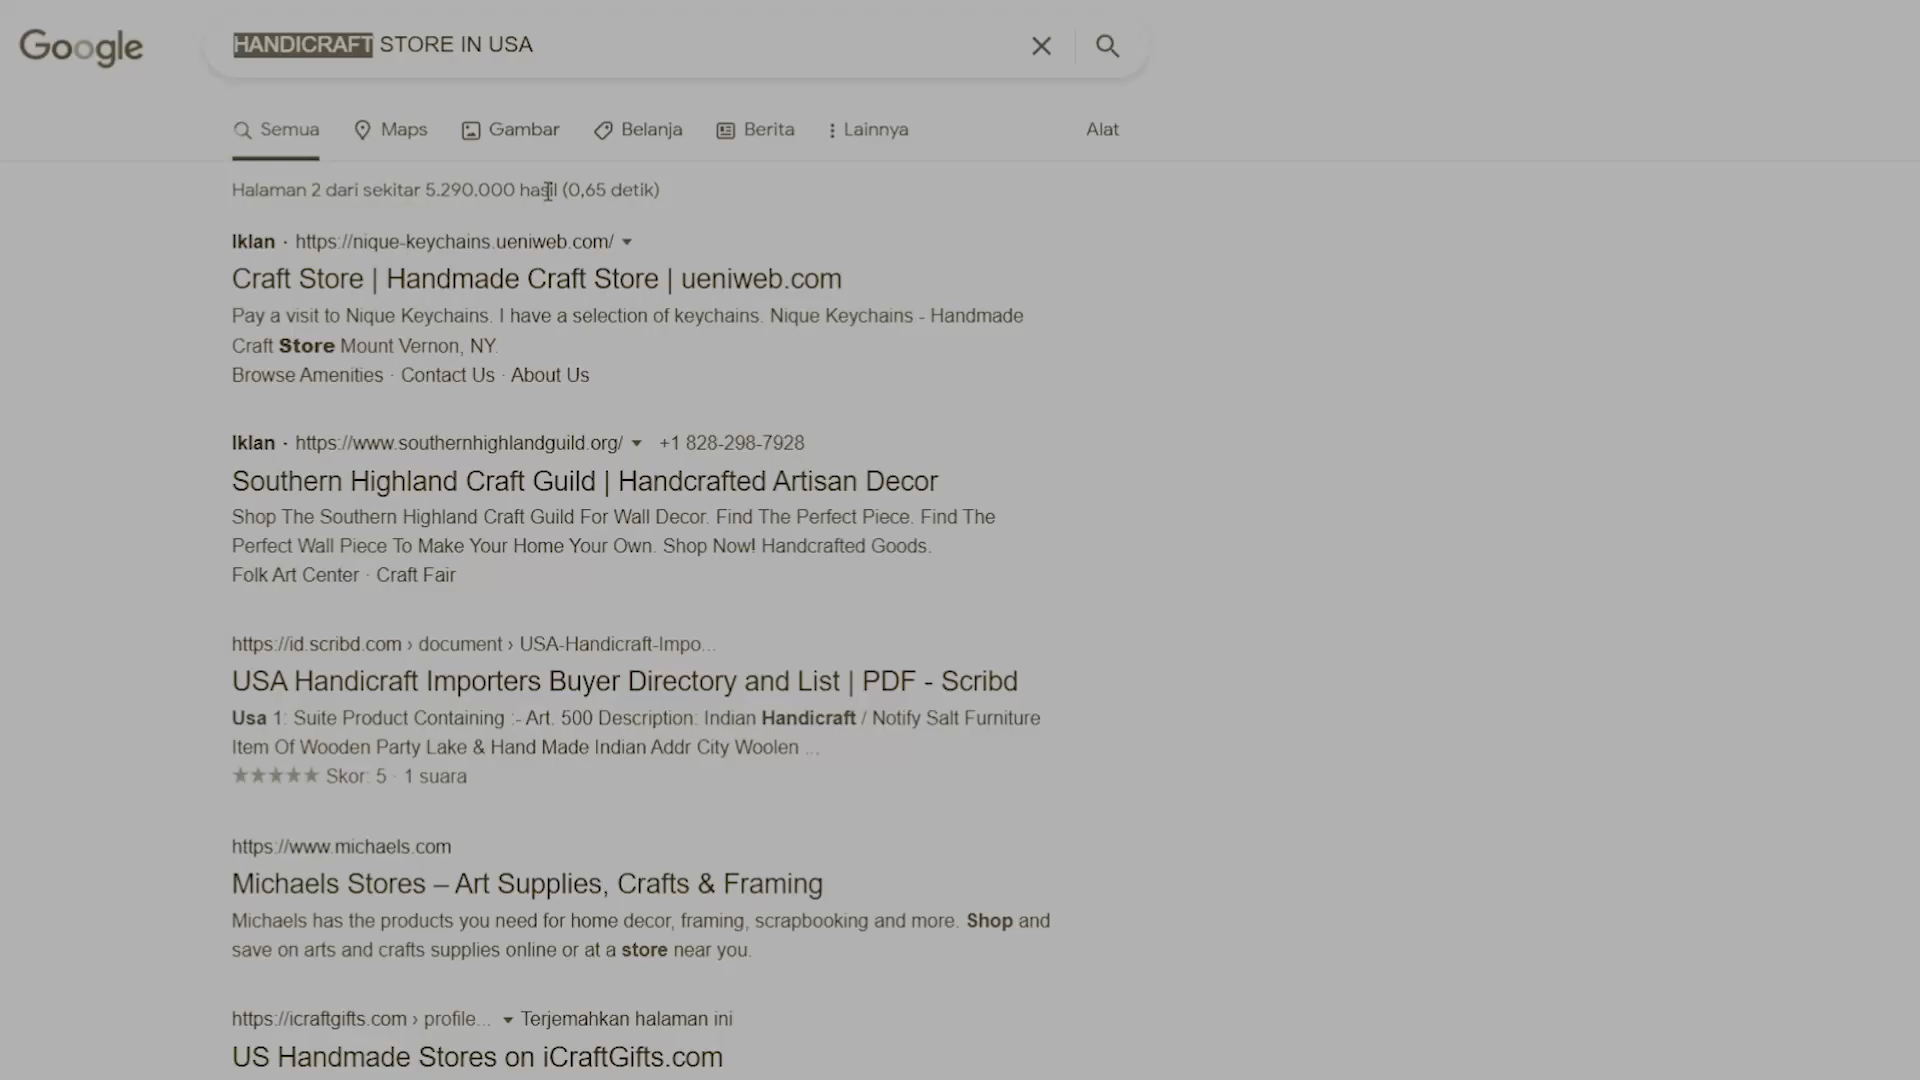 Google
HANDICRAFT STORE IN USA
Semua Maps Gambar Belanja Berita Lainnya Alat
Halaman 2 dari sekitar 5.290.000 hasil (0,65 detik)
Iklan · https://nique-keychains.ueniweb.com/
Craft Store | Handmade Craft Store | ueniweb.com
Pay a visit to Nique Keychains. I have a selection of keychains. Nique Keychains - Handmade
Craft Store Mount Vernon, NY.
Browse Amenities · Contact Us · About Us
Iklan · https://www.southernhighlandguild.org/ +1 828-298-7928
Southern Highland Craft Guild | Handcrafted Artisan Decor
Shop The Southern Highland Craft Guild For Wall Decor. Find The Perfect Piece. Find The
Perfect Wall Piece To Make Your Home Your Own. Shop Now! Handcrafted Goods.
Folk Art Center · Craft Fair
https://id.scribd.com › document › USA-Handicraft-Impo...
USA Handicraft Importers Buyer Directory and List | PDF - Scribd
Usa 1: Suite Product Containing :- Art. 500 Description: Indian Handicraft / Notify Salt Furniture
Item Of Wooden Party Lake & Hand Made Indian Addr City Woolen ...
★★★★★ Skor: 5 · 1 suara
https://www.michaels.com
Michaels Stores – Art Supplies, Crafts & Framing
Michaels has the products you need for home decor, framing, scrapbooking and more. Shop and
save on arts and crafts supplies online or at a store near you.
https://icraftgifts.com › profile... Terjemahkan halaman ini
US Handmade Stores on iCraftGifts.com